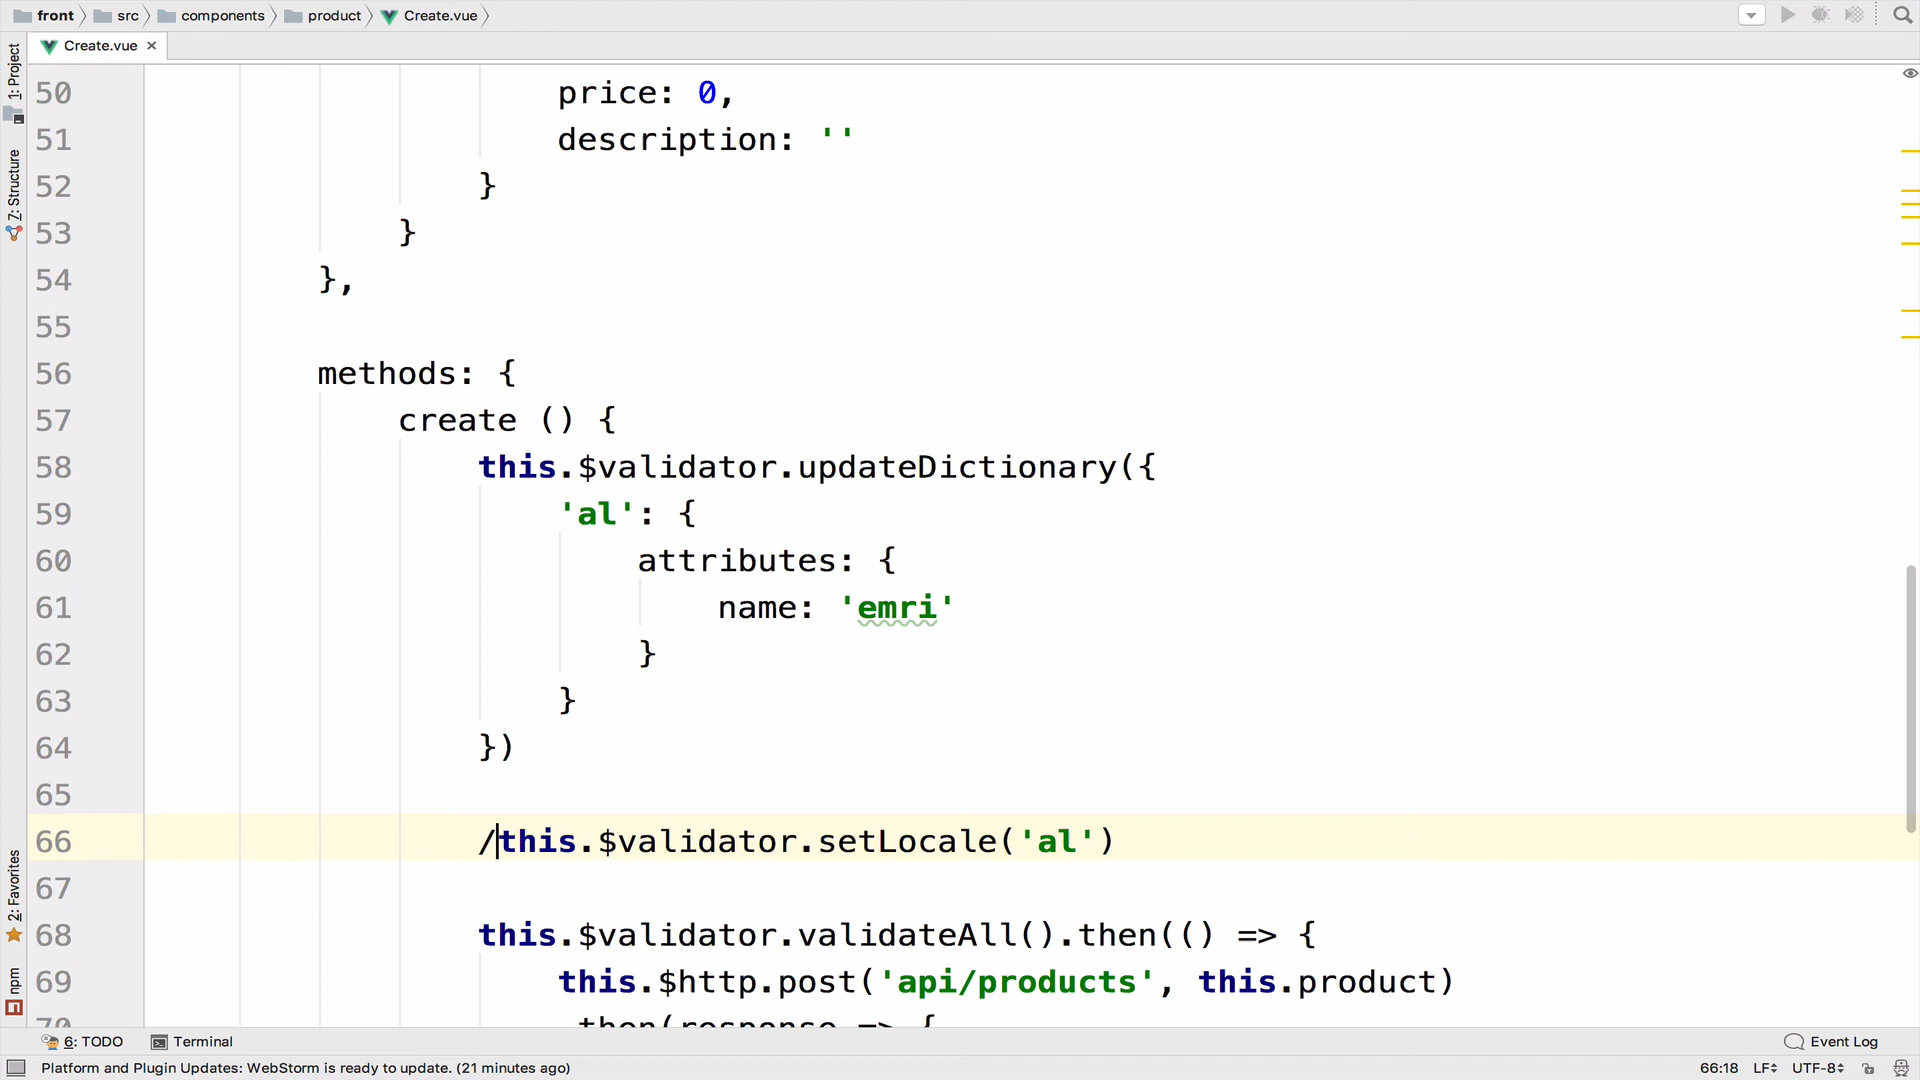 front src components product Create.vue
Create.vue
1: Project
7: Structure
2: Favorites
npm
50 price: 0,
51 description: ''
52 }
53 }
54 },
55
56 methods: {
57 create () {
58 this.$validator.updateDictionary({
59 'al': {
60 attributes: {
61 name: 'emri'
62 }
63 }
64 })
65
66 /this.$validator.setLocale('al')
67
68 this.$validator.validateAll().then(() => {
69 this.$http.post('api/products', this.product)
70 .then(response => {
6: TODO Terminal Event Log
Platform and Plugin Updates: WebStorm is ready to update. (21 minutes ago) 66:18 LF UTF-8